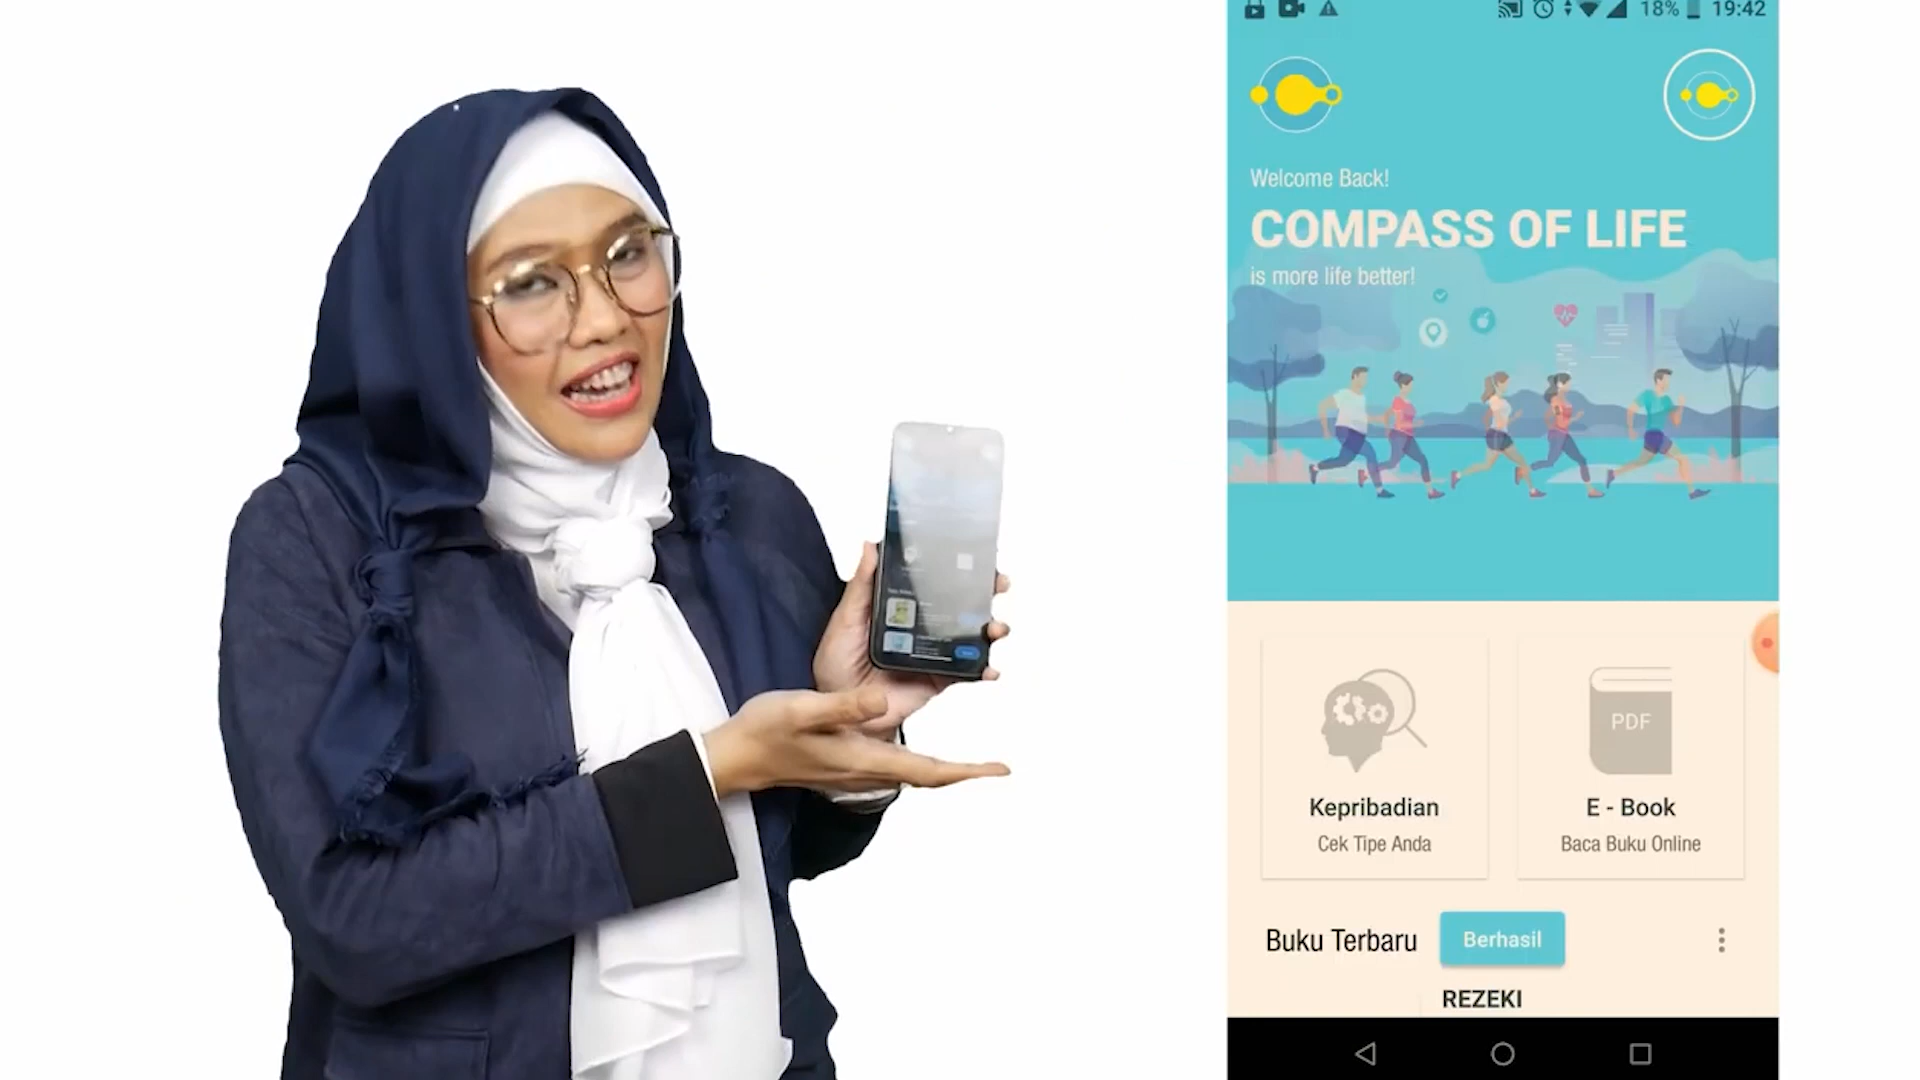 18% 19:42
Welcome Back!
COMPASS OF LIFE
is more life better!
PDF
Kepribadian
Cek Tipe Anda
E - Book
Baca Buku Online
Buku Terbaru
Berhasil
REZEKI